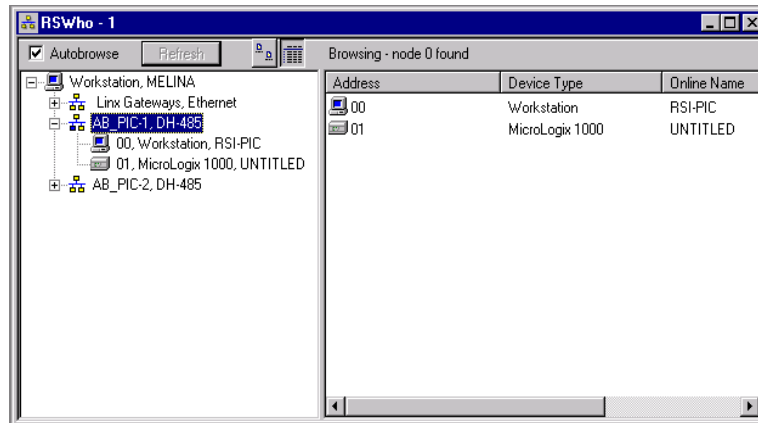 RSWho - 1
Autobrowse Refresh Browsing - node 0 found
Workstation, MELINA
Linx Gateways, Ethernet
AB_PIC-1, DH-485
00, Workstation, RSI-PIC
01, MicroLogix 1000, UNTITLED
AB_PIC-2, DH-485
Address Device Type Online Name
00 Workstation RSI-PIC
01 MicroLogix 1000 UNTITLED